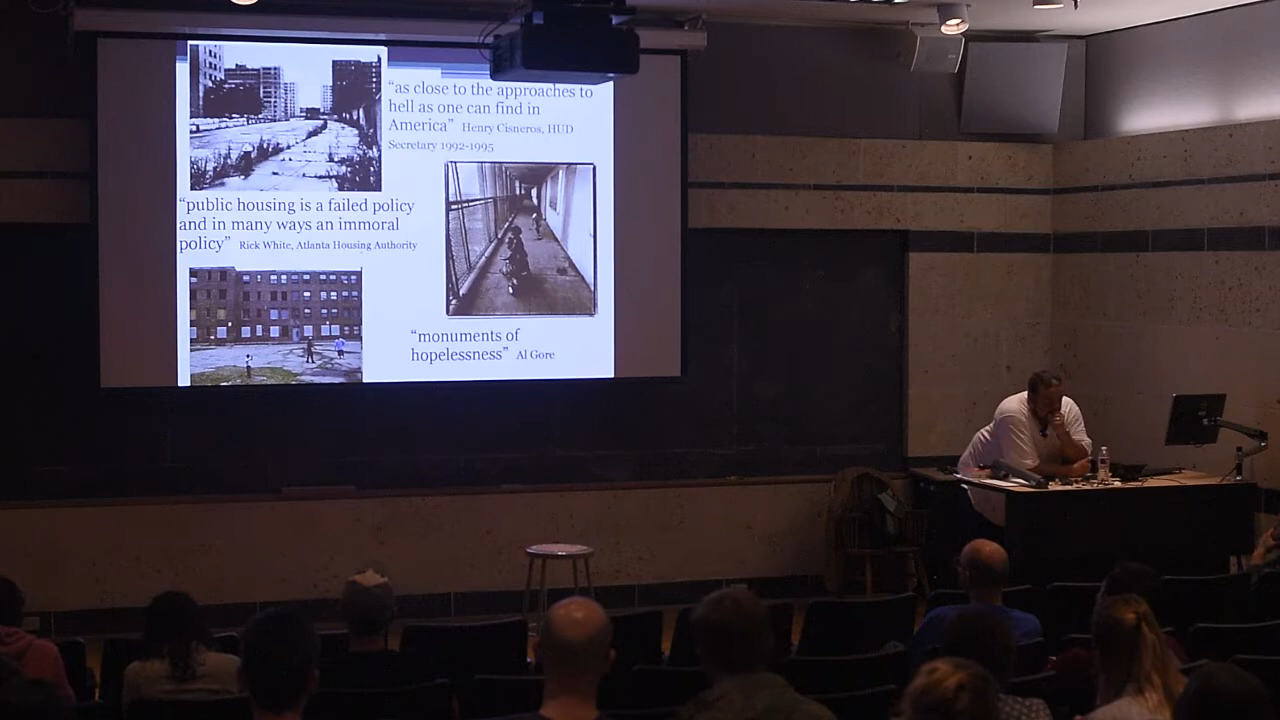 “as close to the approaches to
hell as one can find in
America” Henry Cisneros, HUD
Secretary 1992-1995
“public housing is a failed policy
and in many ways an immoral
policy” Rick White, Atlanta Housing Authority
“monuments of
hopelessness” Al Gore